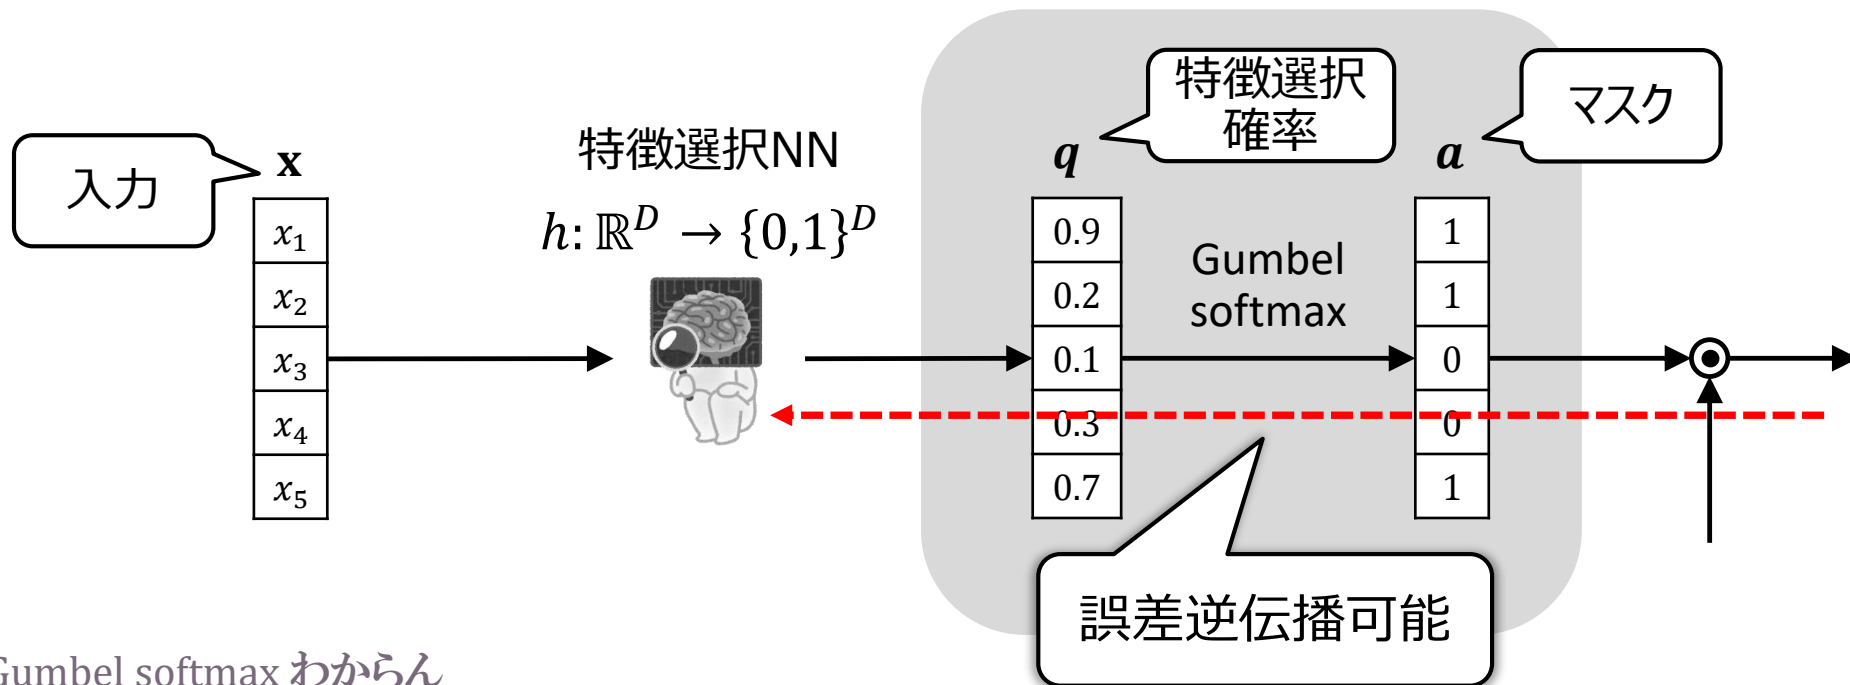 入力
x
x₁
x₂
x₃
x₄
x₅
特徴選択NN
h: ℝᴰ → {0,1}ᴰ
特徴選択
確率
q
0.9
0.2
0.1
0.3
0.7
Gumbel
softmax
マスク
a
1
1
0
0
1
誤差逆伝播可能
Gumbel softmax わからん